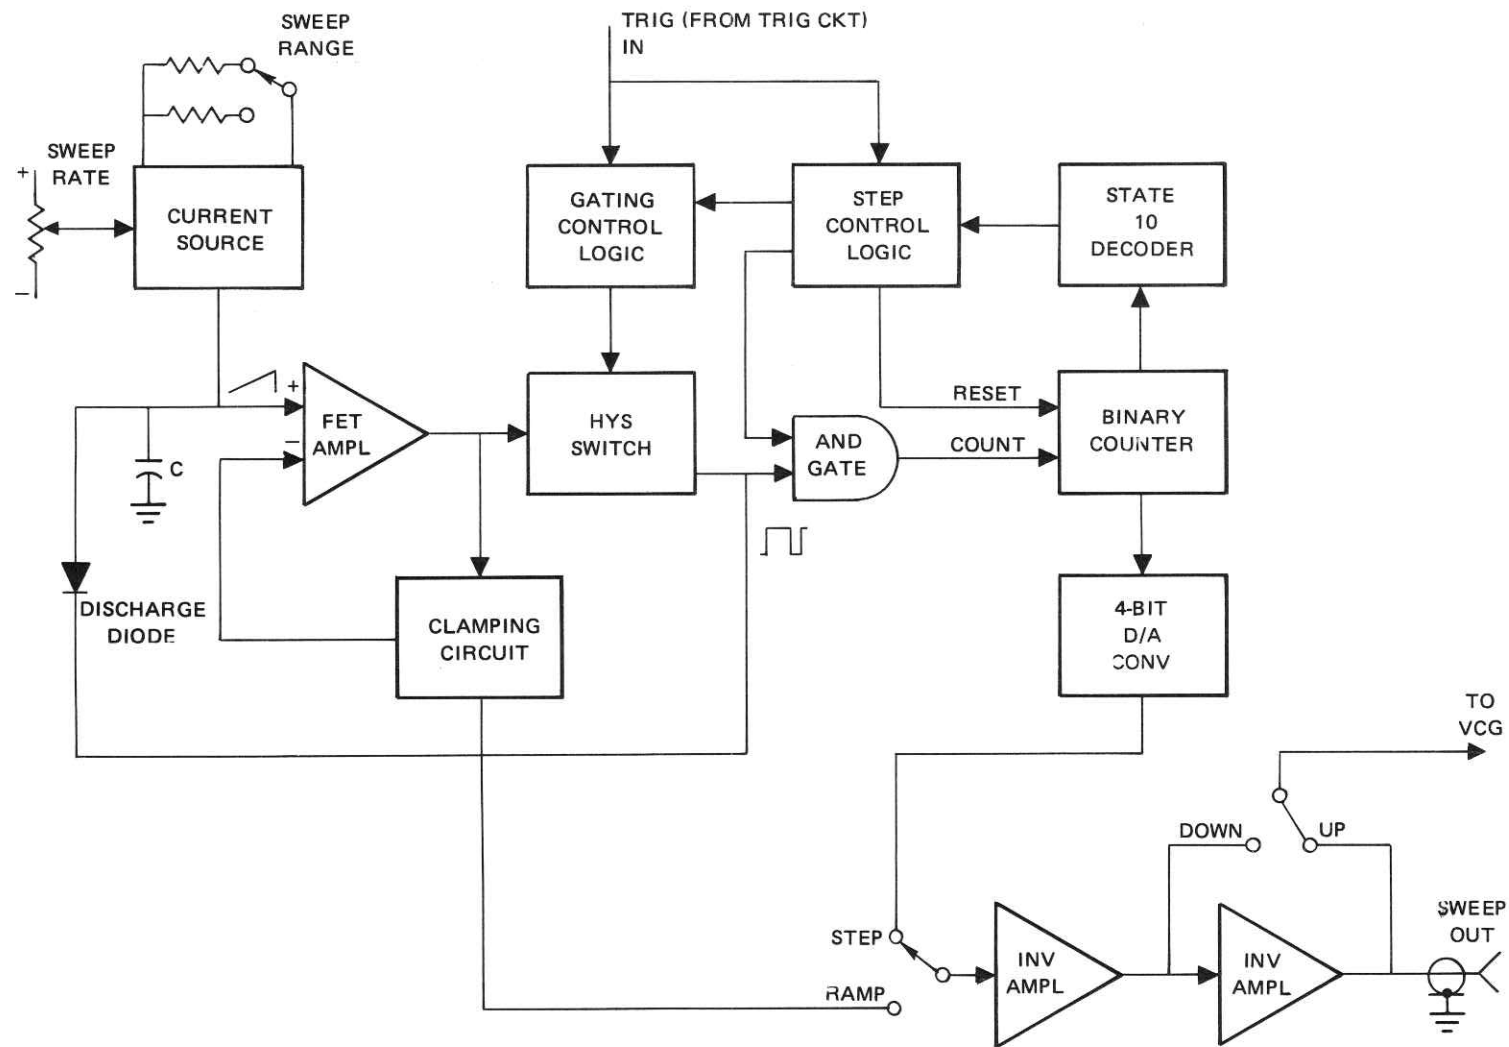 SWEEP
RANGE
TRIG (FROM TRIG CKT)
IN
SWEEP
RATE
+
−
CURRENT
SOURCE
GATING
CONTROL
LOGIC
STEP
CONTROL
LOGIC
STATE
10
DECODER
+
−
FET
AMPL
HYS
SWITCH
AND
GATE
RESET
COUNT
BINARY
COUNTER
C
DISCHARGE
DIODE
CLAMPING
CIRCUIT
4-BIT
D/A
CONV
TO
VCG
DOWN
UP
STEP
RAMP
INV
AMPL
INV
AMPL
SWEEP
OUT